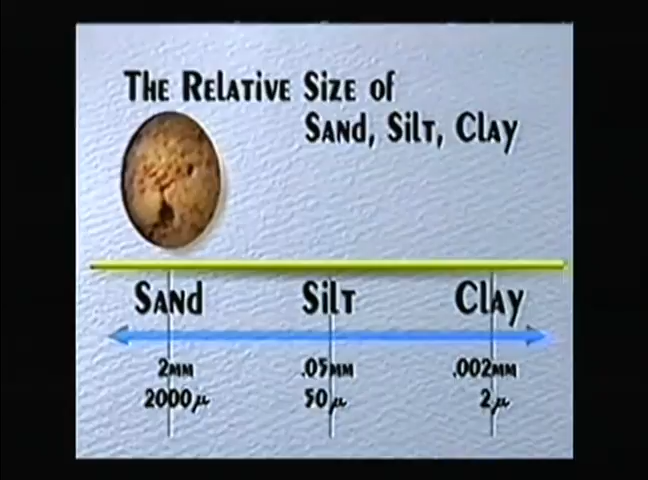 The Relative Size of
Sand, Silt, Clay
Sand Silt Clay
2mm .05mm .002mm
2000μ 50μ 2μ